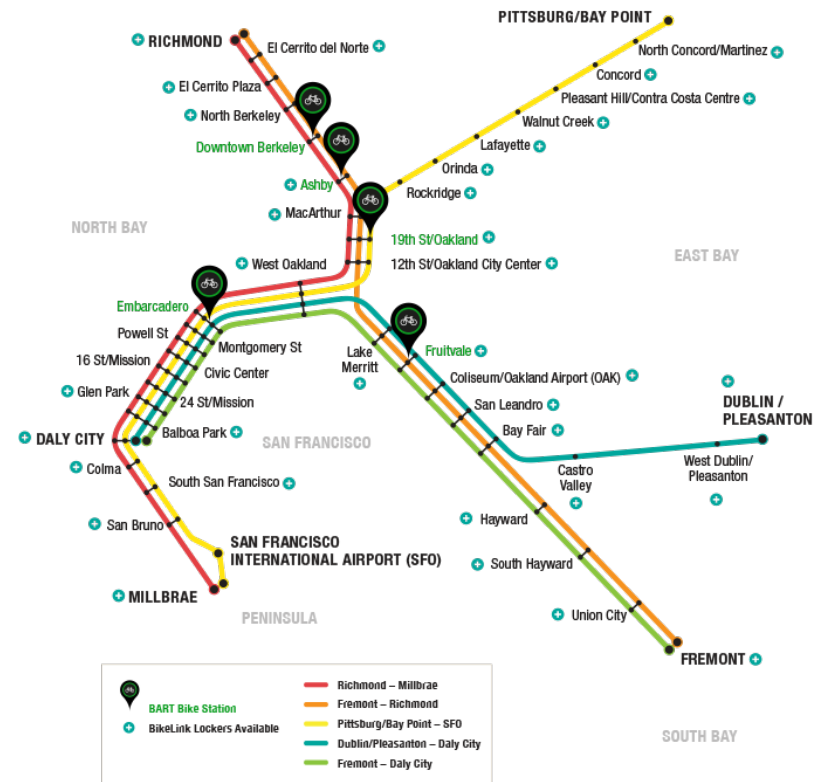 PITTSBURG/BAY POINT
RICHMOND
El Cerrito del Norte
North Concord/Martinez
Concord
El Cerrito Plaza
Pleasant Hill/Contra Costa Centre
North Berkeley
Walnut Creek
Downtown Berkeley
Lafayette
Orinda
Ashby
Rockridge
MacArthur
NORTH BAY
19th St/Oakland
EAST BAY
West Oakland
12th St/Oakland City Center
Embarcadero
Powell St
Montgomery St
Lake
Merritt
Fruitvale
16 St/Mission
Civic Center
Coliseum/Oakland Airport (OAK)
Glen Park
24 St/Mission
San Leandro
DUBLIN /
PLEASANTON
Balboa Park
Bay Fair
DALY CITY
SAN FRANCISCO
Castro
Valley
West Dublin/
Pleasanton
Colma
South San Francisco
San Bruno
Hayward
SAN FRANCISCO
INTERNATIONAL AIRPORT (SFO)
South Hayward
MILLBRAE
PENINSULA
Union City
FREMONT
SOUTH BAY
BART Bike Station
BikeLink Lockers Available
Richmond – Millbrae
Fremont – Richmond
Pittsburg/Bay Point – SFO
Dublin/Pleasanton – Daly City
Fremont – Daly City